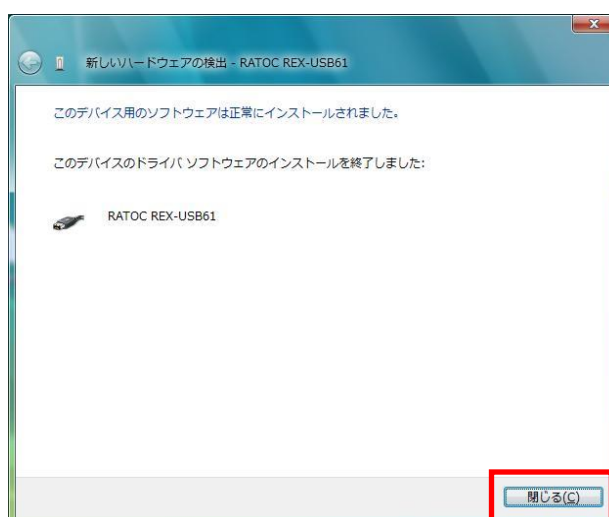 新しいハードウェアの検出 - RATOC REX-USB61
このデバイス用のソフトウェアは正常にインストールされました。
このデバイスのドライバ ソフトウェアのインストールを終了しました:
RATOC REX-USB61
閉じる(C)